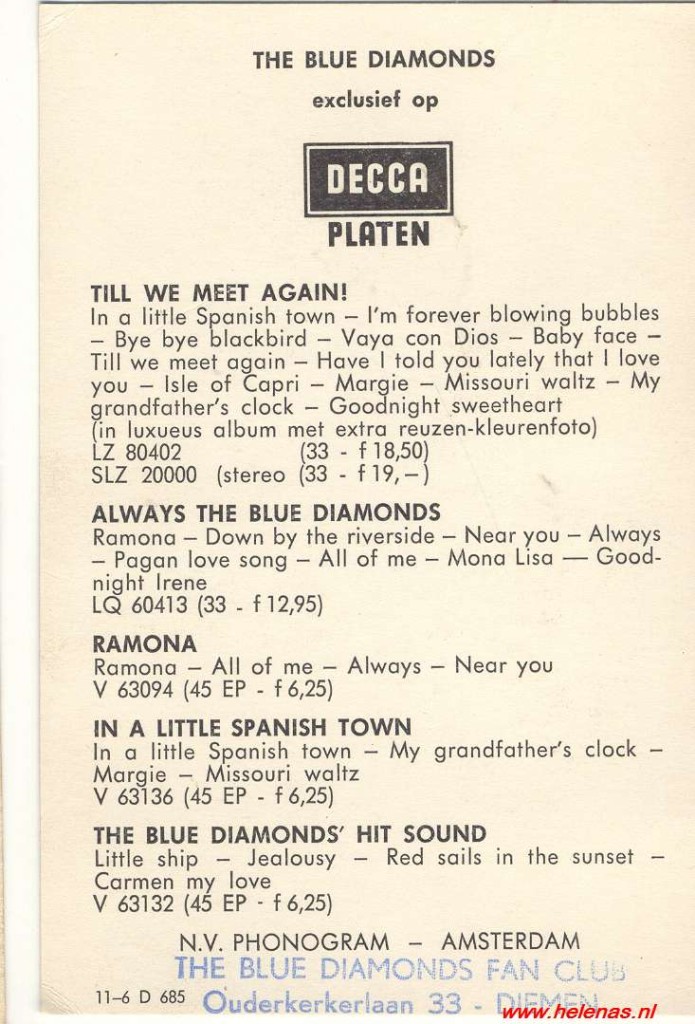 THE BLUE DIAMONDS
exclusief op
DECCA
PLATEN
TILL WE MEET AGAIN!
In a little Spanish town – I'm forever blowing bubbles
– Bye bye blackbird – Vaya con Dios – Baby face –
Till we meet again – Have I told you lately that I love
you – Isle of Capri – Margie – Missouri waltz – My
grandfather's clock – Goodnight sweetheart
(in luxueus album met extra reuzen-kleurenfoto)
LZ 80402 (33 - f 18,50)
SLZ 20000 (stereo (33 - f 19,–)
ALWAYS THE BLUE DIAMONDS
Ramona – Down by the riverside – Near you – Always
– Pagan love song – All of me – Mona Lisa — Good-
night Irene
LQ 60413 (33 - f 12,95)
RAMONA
Ramona – All of me – Always – Near you
V 63094 (45 EP - f 6,25)
IN A LITTLE SPANISH TOWN
In a little Spanish town – My grandfather's clock –
Margie – Missouri waltz
V 63136 (45 EP - f 6,25)
THE BLUE DIAMONDS' HIT SOUND
Little ship – Jealousy – Red sails in the sunset –
Carmen my love
V 63132 (45 EP - f 6,25)
N.V. PHONOGRAM – AMSTERDAM
THE BLUE DIAMONDS FAN CLUB
11–6 D 685 Ouderkerkerlaan 33 - DIEMEN
www.helenas.nl